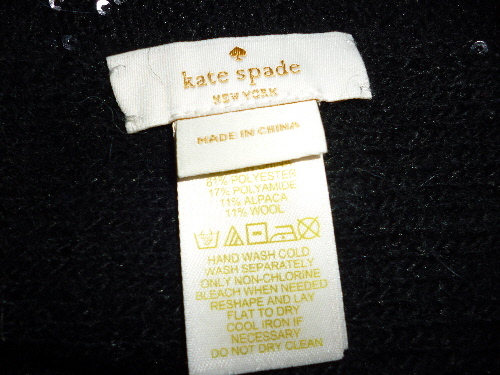 kate spade
NEW YORK
MADE IN CHINA
61% POLYESTER
17% POLYAMIDE
11% ALPACA
11% WOOL
HAND WASH COLD
WASH SEPARATELY
ONLY NON-CHLORINE
BLEACH WHEN NEEDED
RESHAPE AND LAY
FLAT TO DRY
COOL IRON IF
NECESSARY
DO NOT DRY CLEAN